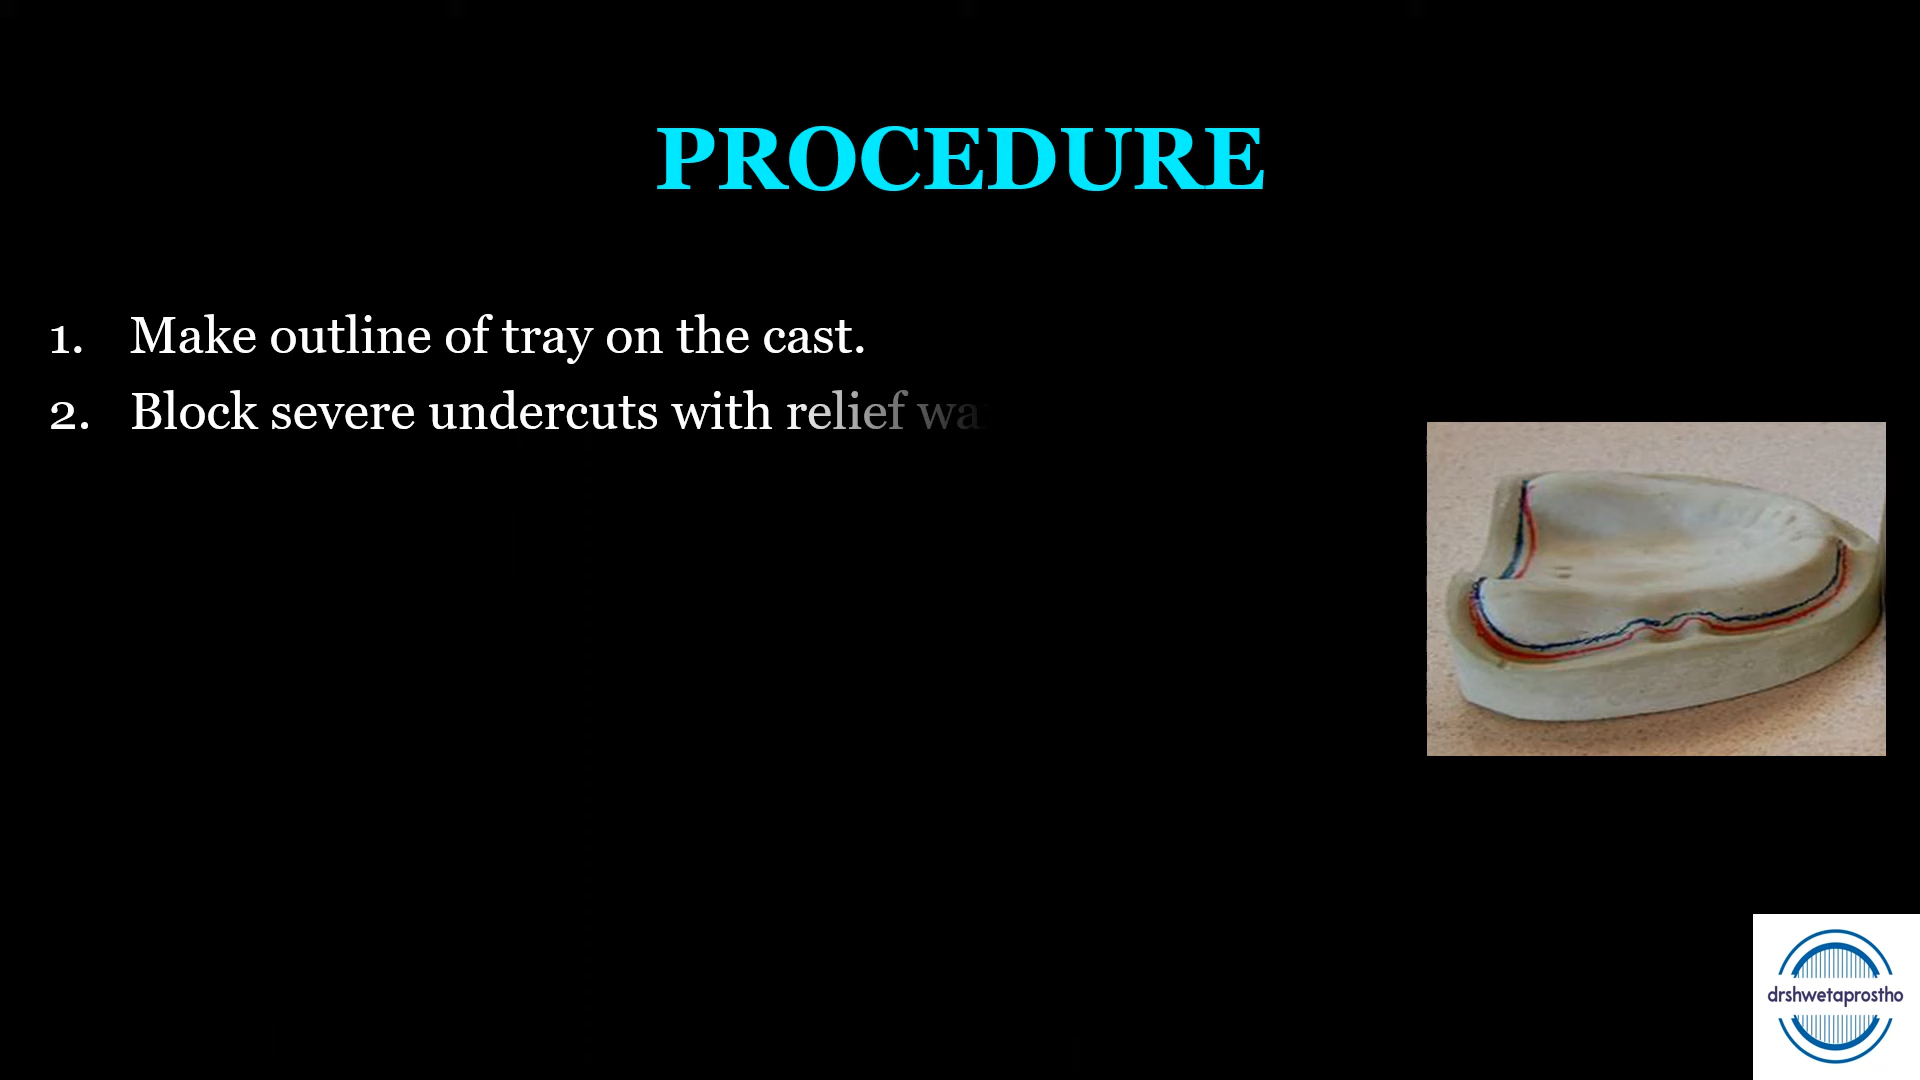 PROCEDURE
1. Make outline of tray on the cast.
2. Block severe undercuts with relief
drshwetaprostho